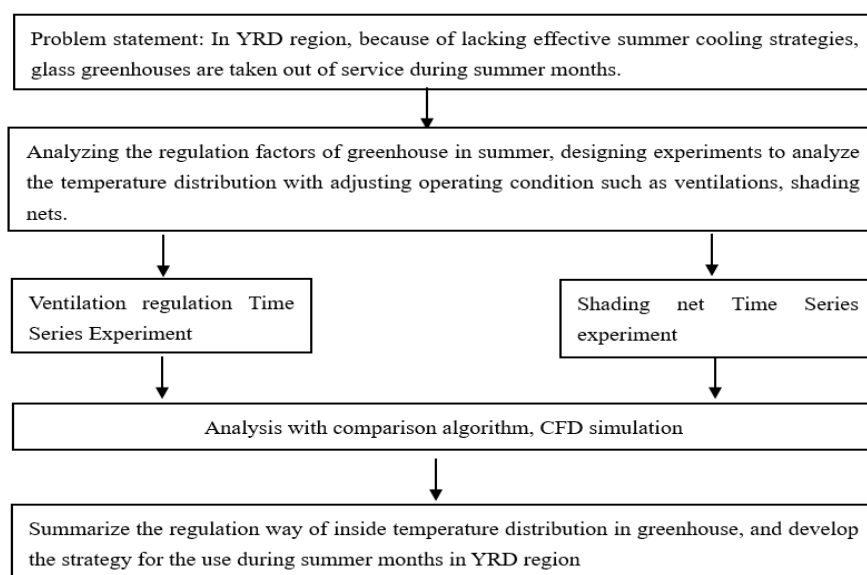 Problem statement: In YRD region, because of lacking effective summer cooling strategies,
glass greenhouses are taken out of service during summer months.
Analyzing the regulation factors of greenhouse in summer, designing experiments to analyze
the temperature distribution with adjusting operating condition such as ventilations, shading
nets.
Ventilation regulation Time
Series Experiment
Shading net Time Series
experiment
Analysis with comparison algorithm, CFD simulation
Summarize the regulation way of inside temperature distribution in greenhouse, and develop
the strategy for the use during summer months in YRD region